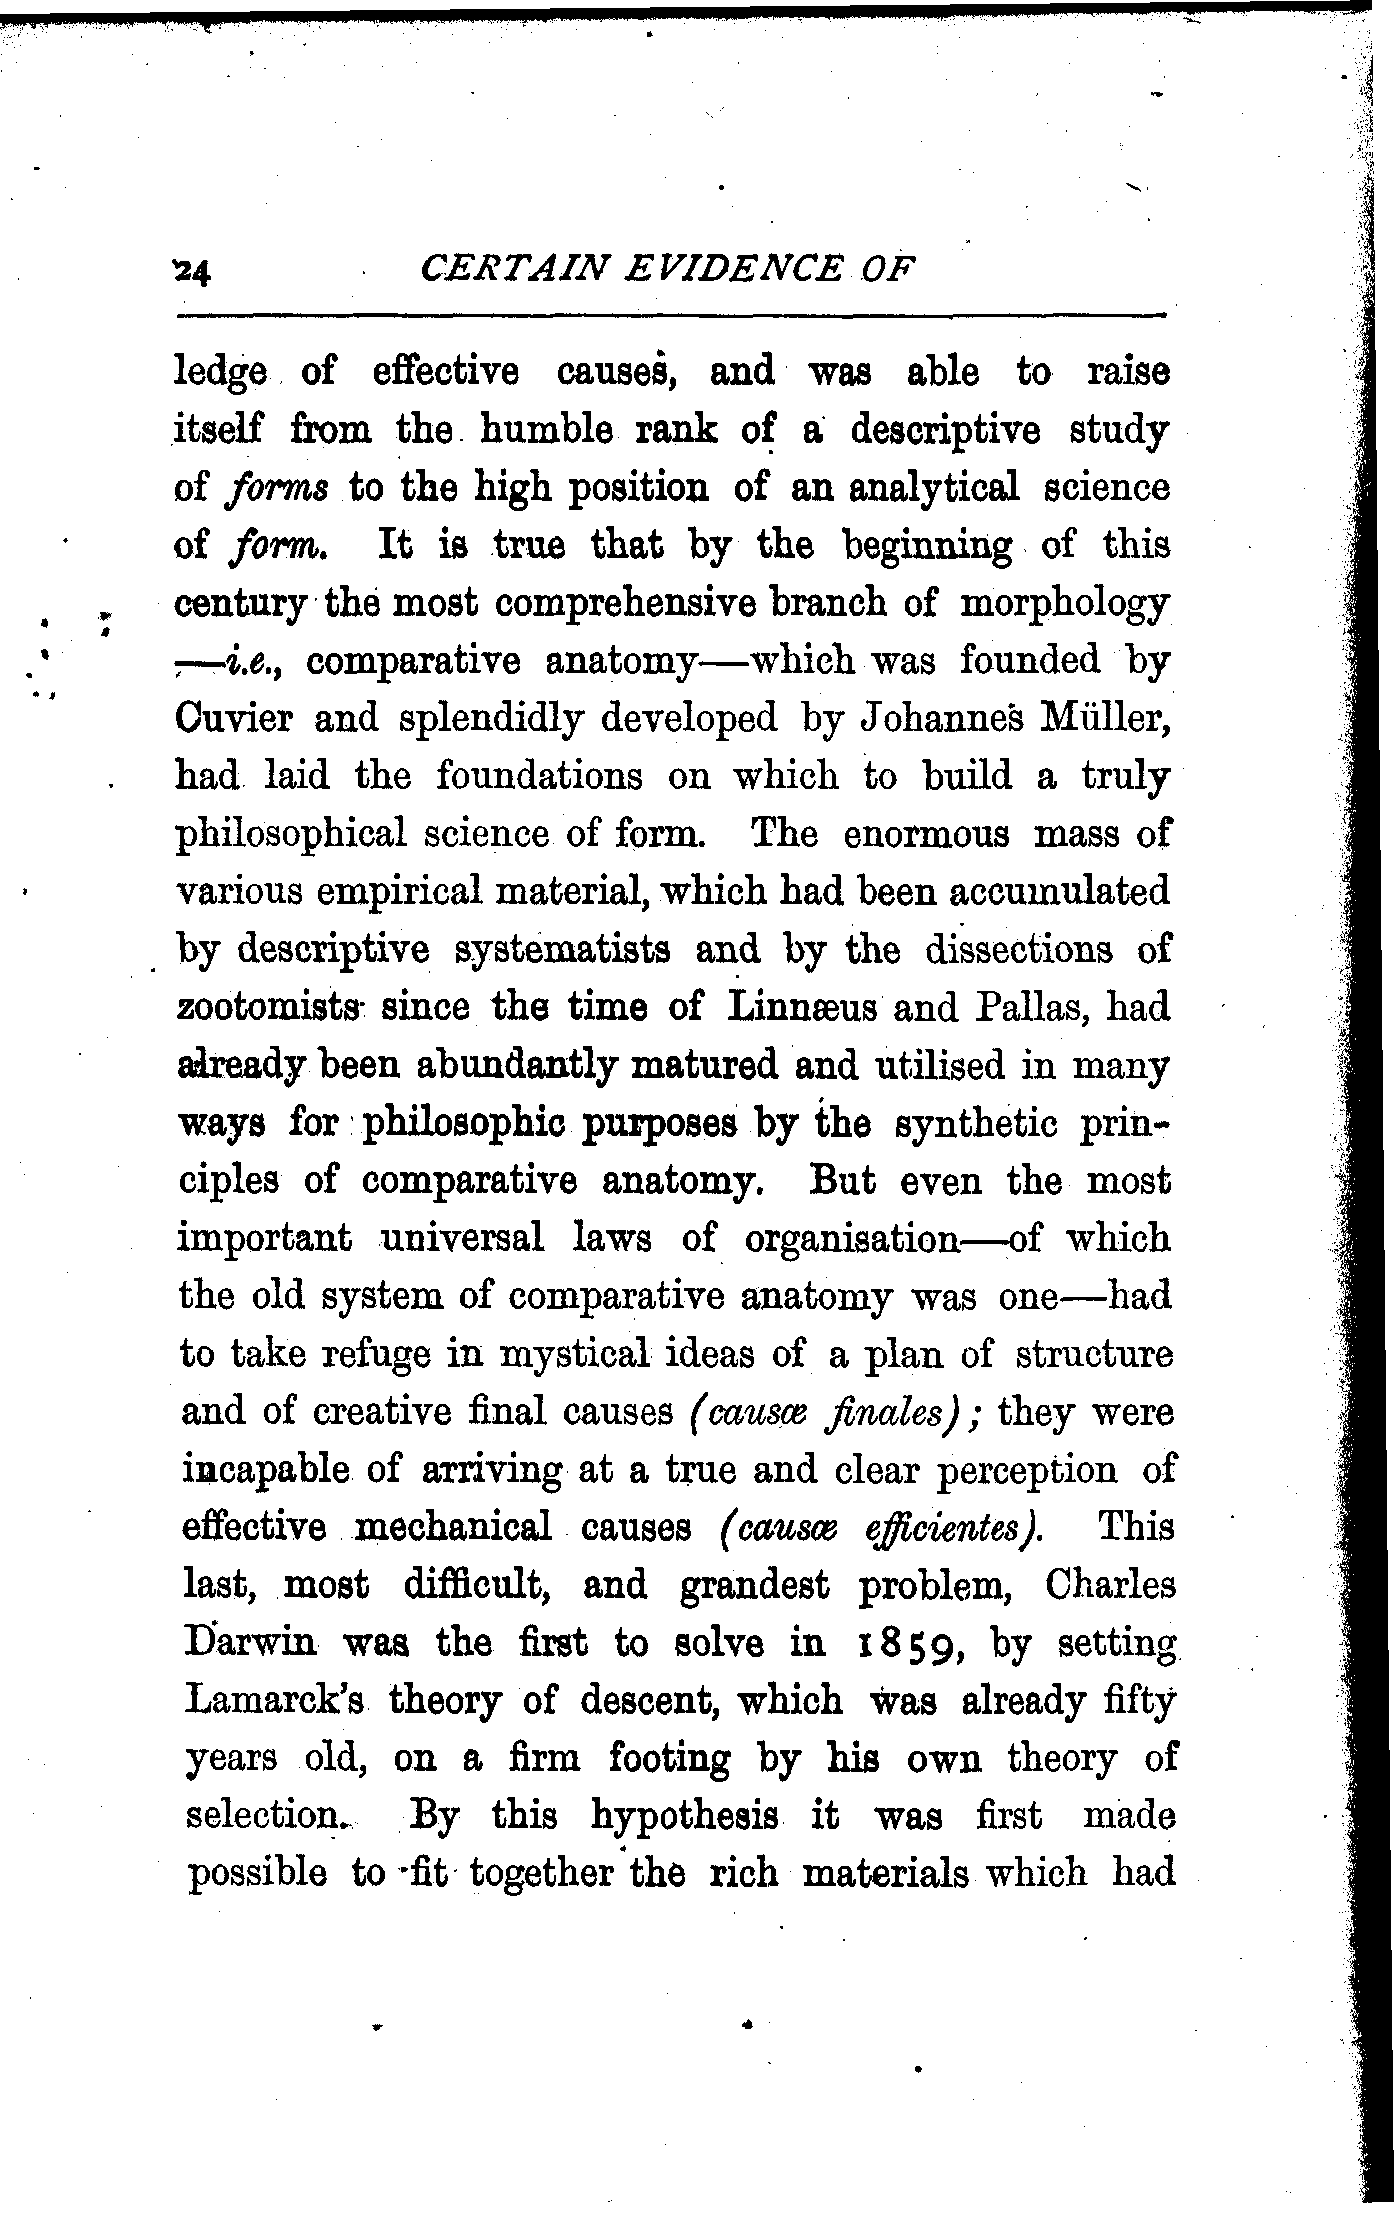 24 CERTAIN EVIDENCE OF
ledge of effective causes, and was able to raise
itself from the humble rank of a descriptive study
of forms to the high position of an analytical science
of form. It is true that by the beginning of this
century the most comprehensive branch of morphology
—i.e., comparative anatomy—which was founded by
Cuvier and splendidly developed by Johannes Müller,
had laid the foundations on which to build a truly
philosophical science of form. The enormous mass of
various empirical material, which had been accumulated
by descriptive systematists and by the dissections of
zootomists since the time of Linnæus and Pallas, had
already been abundantly matured and utilised in many
ways for philosophic purposes by the synthetic prin-
ciples of comparative anatomy. But even the most
important universal laws of organisation—of which
the old system of comparative anatomy was one—had
to take refuge in mystical ideas of a plan of structure
and of creative final causes (causæ finales); they were
incapable of arriving at a true and clear perception of
effective mechanical causes (causæ efficientes). This
last, most difficult, and grandest problem, Charles
Darwin was the first to solve in 1859, by setting
Lamarck's theory of descent, which was already fifty
years old, on a firm footing by his own theory of
selection. By this hypothesis it was first made
possible to fit together the rich materials which had